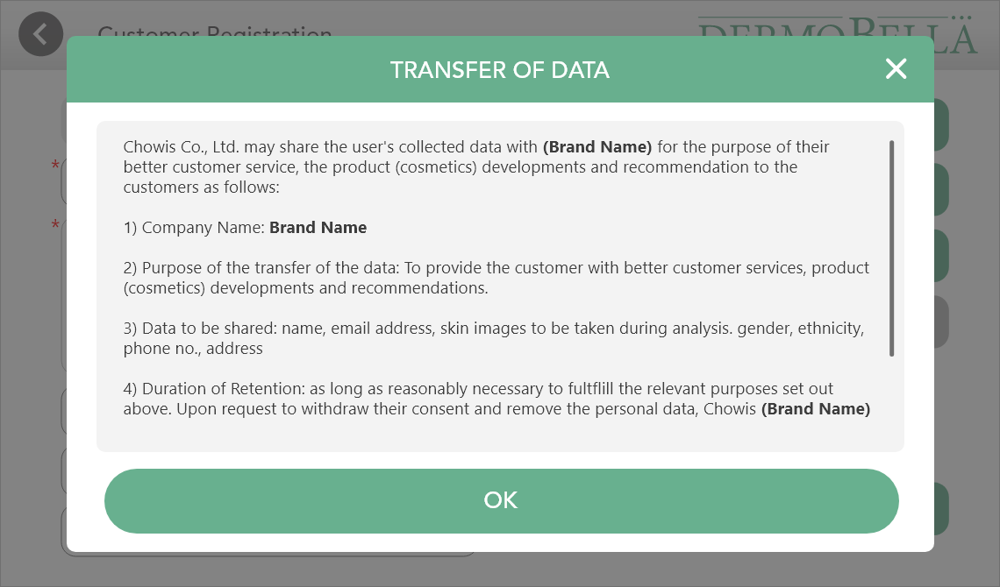 Customer Registration
DERMOBELLÄ
TRANSFER OF DATA
Chowis Co., Ltd. may share the user's collected data with (Brand Name) for the purpose of their
better customer service, the product (cosmetics) developments and recommendation to the
customers as follows:
1) Company Name: Brand Name
2) Purpose of the transfer of the data: To provide the customer with better customer services, product
(cosmetics) developments and recommendations.
3) Data to be shared: name, email address, skin images to be taken during analysis. gender, ethnicity,
phone no., address
4) Duration of Retention: as long as reasonably necessary to fultflill the relevant purposes set out
above. Upon request to withdraw their consent and remove the personal data, Chowis (Brand Name)
OK
*
*